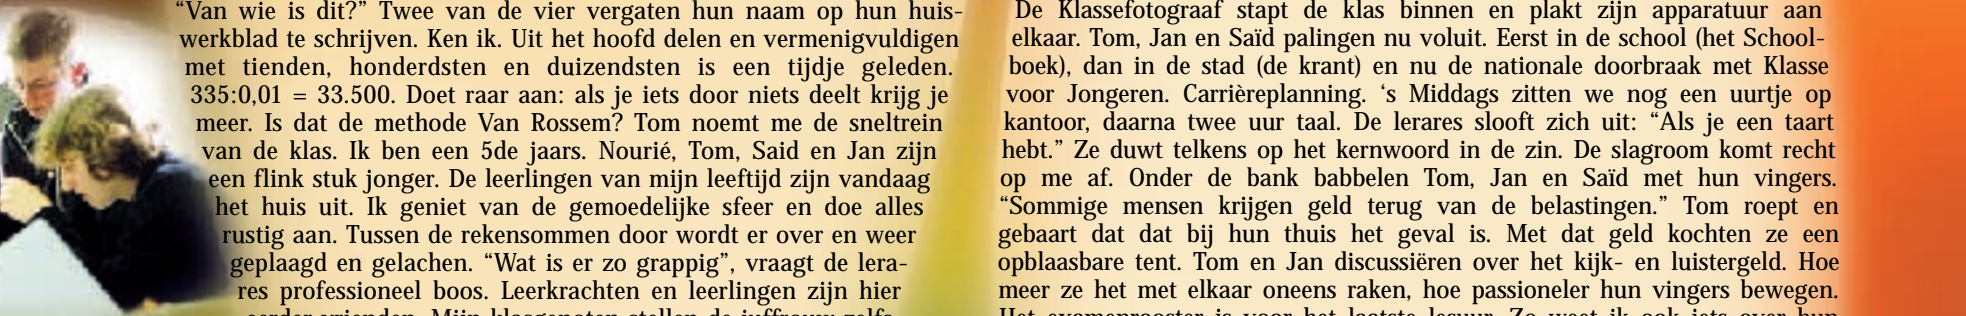 “Van wie is dit?” Twee van de vier vergaten hun naam op hun huis-
werkblad te schrijven. Ken ik. Uit het hoofd delen en vermenigvuldigen
met tienden, honderdsten en duizendsten is een tijdje geleden.
335:0,01 = 33.500. Doet raar aan: als je iets door niets deelt krijg je
meer. Is dat de methode Van Rossem? Tom noemt me de sneltrein
van de klas. Ik ben een 5de jaars. Nourié, Tom, Said en Jan zijn
een flink stuk jonger. De leerlingen van mijn leeftijd zijn vandaag
het huis uit. Ik geniet van de gemoedelijke sfeer en doe alles
rustig aan. Tussen de rekensommen door wordt er over en weer
geplaagd en gelachen. “Wat is er zo grappig”, vraagt de lera-
res professioneel boos. Leerkrachten en leerlingen zijn hier
De Klassefotograaf stapt de klas binnen en plakt zijn apparatuur aan
elkaar. Tom, Jan en Saïd palingen nu voluit. Eerst in de school (het School-
boek), dan in de stad (de krant) en nu de nationale doorbraak met Klasse
voor Jongeren. Carrièreplanning. ‘s Middags zitten we nog een uurtje op
kantoor, daarna twee uur taal. De lerares slooft zich uit: “Als je een taart
hebt.” Ze duwt telkens op het kernwoord in de zin. De slagroom komt recht
op me af. Onder de bank babbelen Tom, Jan en Saïd met hun vingers.
“Sommige mensen krijgen geld terug van de belastingen.” Tom roept en
gebaart dat dat bij hun thuis het geval is. Met dat geld kochten ze een
opblaasbare tent. Tom en Jan discussiëren over het kijk- en luistergeld. Hoe
meer ze het met elkaar oneens raken, hoe passioneler hun vingers bewegen.